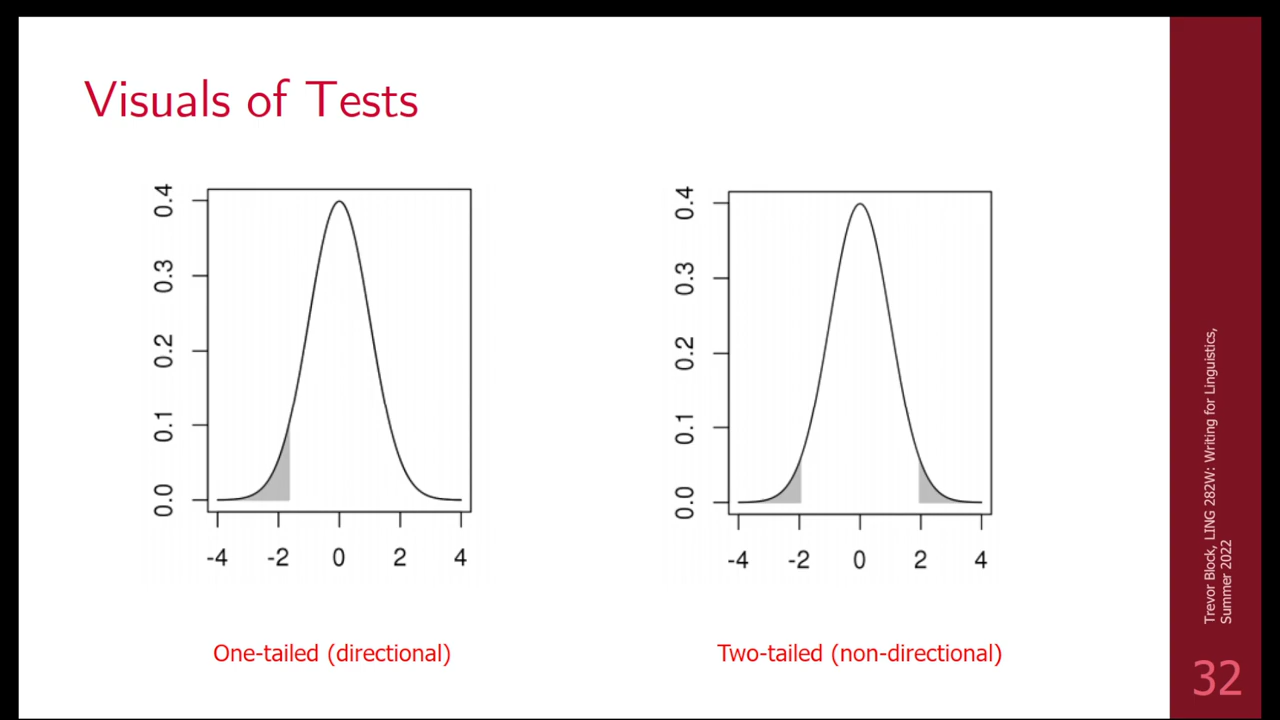 Visuals of Tests
0.4
0.3
0.2
0.1
0.0
-4 -2 0 2 4
0.4
0.3
0.2
0.1
0.0
-4 -2 0 2 4
One-tailed (directional)
Two-tailed (non-directional)
Trevor Block, LING 282W: Writing for Linguistics,
Summer 2022
32